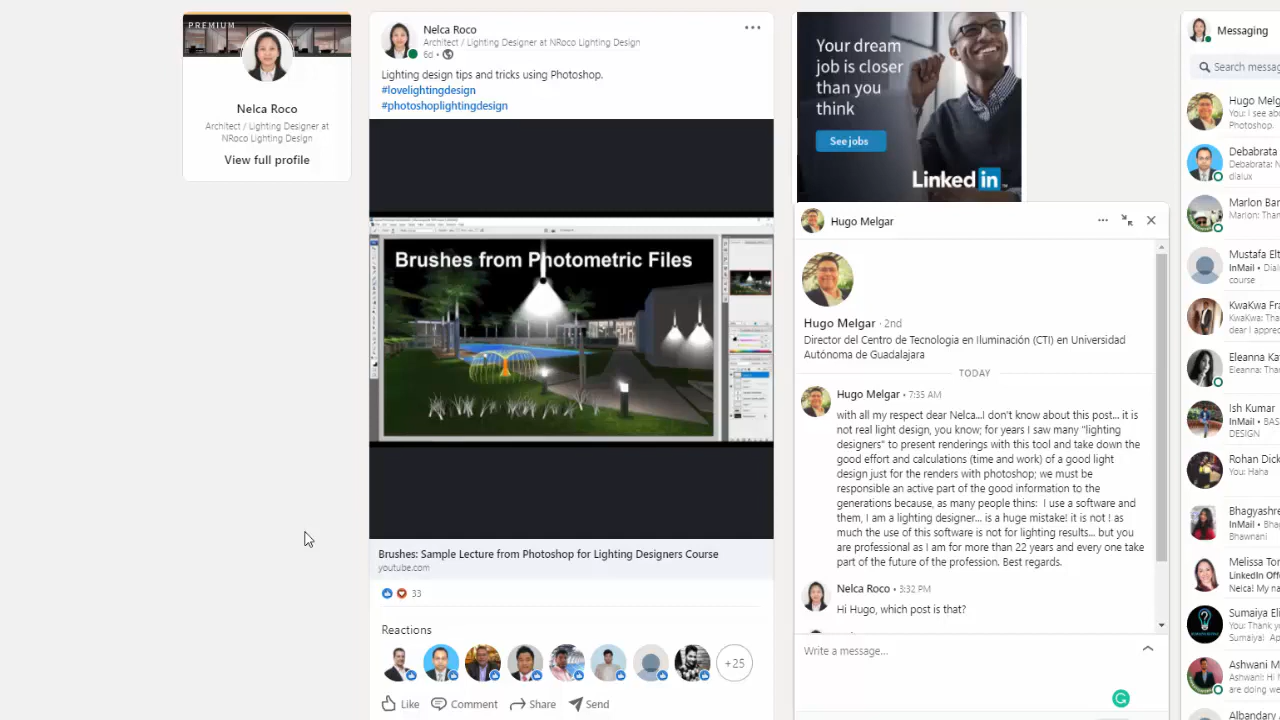 PREMIUM
Nelca Roco
Architect / Lighting Designer at
NRoco Lighting Design
View full profile
Nelca Roco
Architect / Lighting Designer at NRoco Lighting Design
6d •
Lighting design tips and tricks using Photoshop.
#lovelightingdesign
#photoshoplightingdesign
Brushes from Photometric Files
Brushes: Sample Lecture from Photoshop for Lighting Designers Course
youtube.com
33
Reactions
+25
Like
Comment
Share
Send
Your dream
job is closer
than you
think
See jobs
Linked in
Hugo Melgar
Hugo Melgar · 2nd
Director del Centro de Tecnologia en Iluminación (CTI) en Universidad
Autónoma de Guadalajara
TODAY
Hugo Melgar • 7:35 AM
with all my respect dear Nelca...I don't know about this post... it is
not real light design, you know; for years I saw many "lighting
designers" to present renderings with this tool and take down the
good effort and calculations (time and work) of a good light
design just for the renders with photoshop; we must be
responsible an active part of the good information to the
generations because, as many people thins:  I use a software and
them, I am a lighting designer... is a huge mistake! it is not ! as
much the use of this software is not for lighting results... but you
are professional as I am for more than 22 years and every one take
part of the future of the profession. Best regards.
Nelca Roco • 3:32 PM
Hi Hugo, which post is that?
Write a message...
Messaging
Search messag
Hugo Melg
You: I see abo
Photoshop.
Debabrata
Debabrata: N
dialux
Marlon Bar
Marlon: Than
Mustafa Elt
InMail • Dia
course
KwaKwa Fra
KwaKwa: Tha
dear I appre
Eleanna Ka
Eleanna: Tha
Ish Kumar
InMail • BAS
DESIGN
Rohan Dick
You: Haha
Bhagyashre
InMail • Bha
Bhawnani
Melissa Tor
LinkedIn Offe
Nelca! My na
Sumaiya Eli
You: Thank yo
Sumaiya!  Ap
Ashwani M
Ashwani: Hi M
are doing we
Albandary